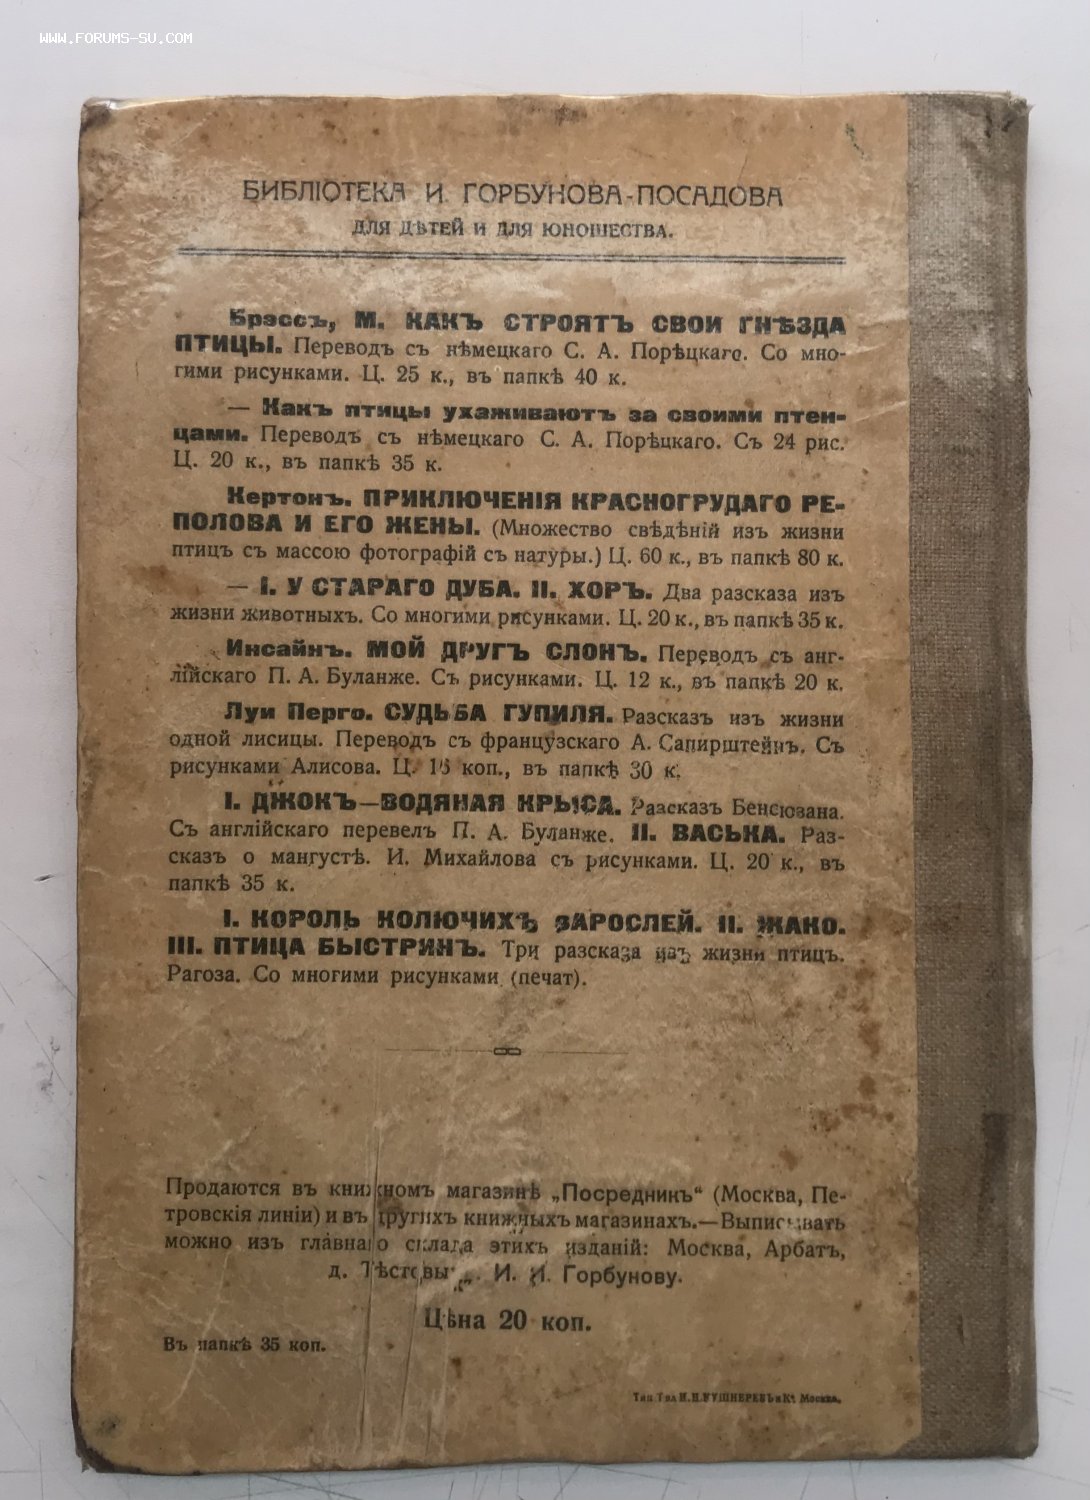 WWW.FORUMS-SU.COM
БИБЛІОТЕКА И. ГОРБУНОВА-ПОСАДОВА
ДЛЯ ДѢТЕЙ И ДЛЯ ЮНОШЕСТВА.
Брэссъ, М. КАКЪ СТРОЯТЪ СВОИ ГНѢЗДА
ПТИЦЫ. Переводъ съ нѣмецкаго С. А. Порѣцкаго. Со мно-
гими рисунками. Ц. 25 к., въ папкѣ 40 к.
— Какъ птицы ухаживаютъ за своими птен-
цами. Переводъ съ нѣмецкаго С. А. Порѣцкаго. Съ 24 рис.
Ц. 20 к., въ папкѣ 35 к.
Кертонъ. ПРИКЛЮЧЕНІЯ КРАСНОГРУДАГО РЕ-
ПОЛОВА И ЕГО ЖЕНЫ. (Множество свѣдѣній изъ жизни
птицъ съ массою фотографій съ натуры.) Ц. 60 к., въ папкѣ 80 к.
— I. У СТАРАГО ДУБА. II. ХОРЪ. Два разсказа изъ
жизни животныхъ. Со многими рисунками. Ц. 20 к., въ папкѣ 35 к.
Инсайнъ. МОЙ ДРУГЪ СЛОНЪ. Переводъ съ анг-
лійскаго П. А. Буланже. Съ рисунками. Ц. 12 к., въ папкѣ 20 к.
Луи Перго. СУДЬБА ГУПИЛЯ. Разсказъ изъ жизни
одной лисицы. Переводъ съ французскаго А. Сапирштейнъ. Съ
рисунками Алисова. Ц. 16 коп., въ папкѣ 30 к.
I. ДЖОКЪ—ВОДЯНАЯ КРЫСА. Разсказъ Бенсюзана.
Съ англійскаго перевелъ П. А. Буланже. II. ВАСЬКА. Раз-
сказъ о мангустѣ. И. Михайлова съ рисунками. Ц. 20 к., въ
папкѣ 35 к.
I. КОРОЛЬ КОЛЮЧИХЪ ЗАРОСЛЕЙ. II. ЖАКО.
III. ПТИЦА БЫСТРИНЪ. Три разсказа изъ жизни птицъ.
Рагоза. Со многими рисунками. (печат).
Продаются въ книжномъ магазинѣ „Посредникъ“ (Москва, Пе-
тровскія линіи) и въ другихъ книжныхъ магазинахъ.—Выписывать
можно изъ главнаго склада этихъ изданій: Москва, Арбатъ,
д. И. И. Горбунову.
Цѣна 20 коп.
Въ папкѣ 35 коп.
Тип. Т-ва И. Н. КУШНЕРЕВЪ и К°. Москва.